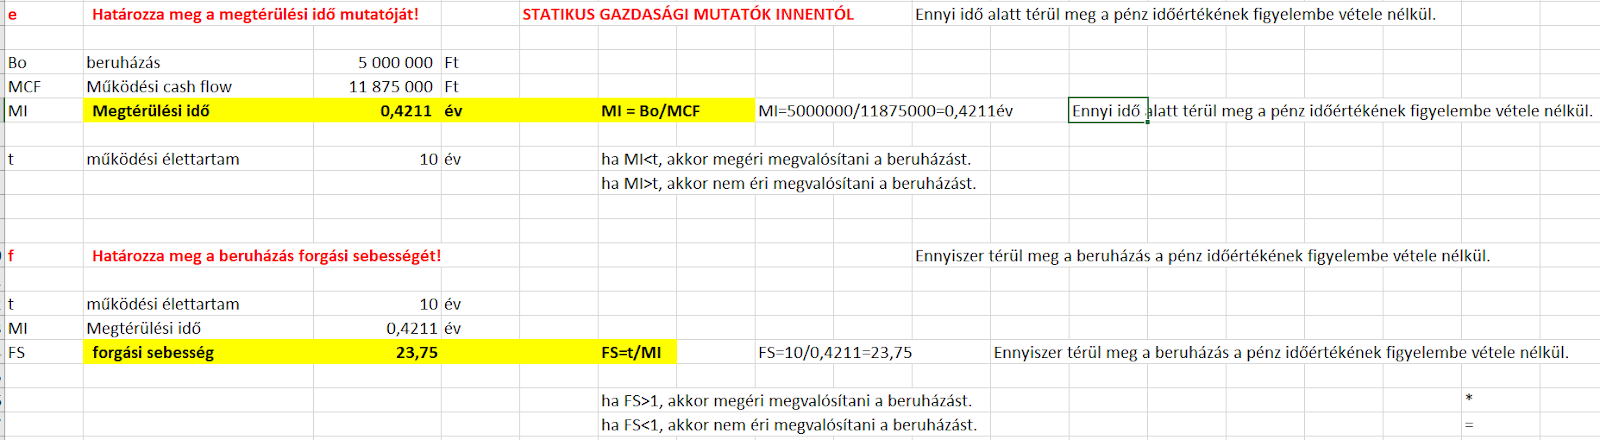 e Határozza meg a megtérülési idő mutatóját! STATIKUS GAZDASÁGI MUTATÓK INNENTŐL Ennyi idő alatt térül meg a pénz időértékének figyelembe vétele nélkül.
Bo beruházás 5 000 000 Ft
MCF Működési cash flow 11 875 000 Ft
MI Megtérülési idő 0,4211 év MI = Bo/MCF MI=5000000/11875000=0,4211év Ennyi idő alatt térül meg a pénz időértékének figyelembe vétele nélkül.
t működési élettartam 10 év ha MI<t, akkor megéri megvalósítani a beruházást.
ha MI>t, akkor nem éri megvalósítani a beruházást.
f Határozza meg a beruházás forgási sebességét! Ennyiszer térül meg a beruházás a pénz időértékének figyelembe vétele nélkül.
t működési élettartam 10 év
MI Megtérülési idő 0,4211 év
FS forgási sebesség 23,75 FS=t/MI FS=10/0,4211=23,75 Ennyiszer térül meg a beruházás a pénz időértékének figyelembe vétele nélkül.
ha FS>1, akkor megéri megvalósítani a beruházást. *
ha FS<1, akkor nem éri megvalósítani a beruházást. =